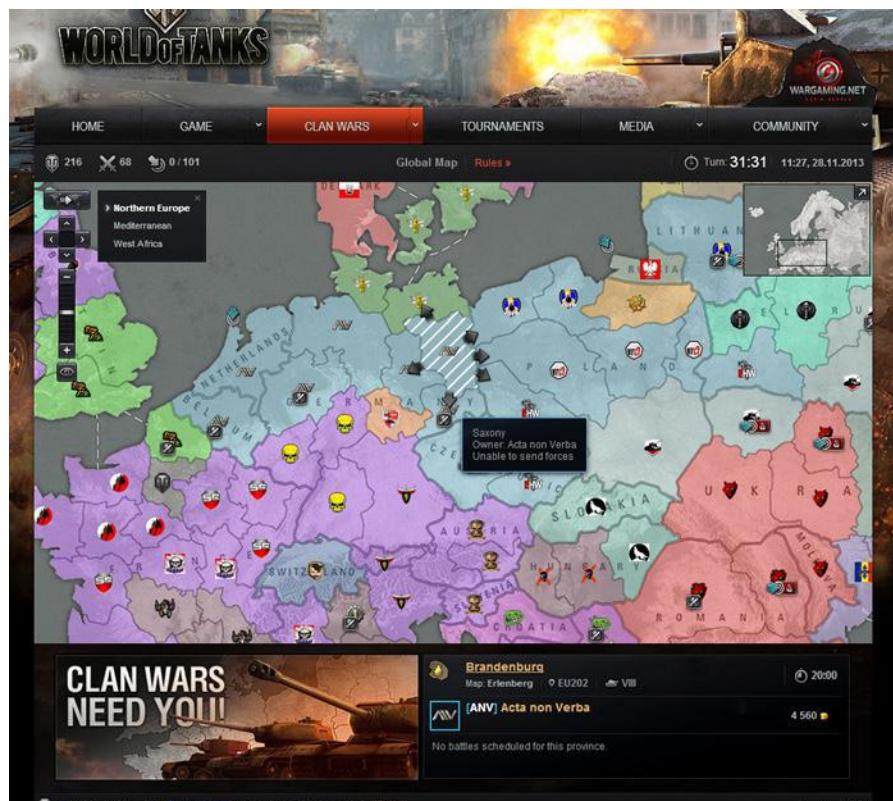 WORLD OF TANKS
WARGAMING.NET
LET'S BATTLE
HOME GAME CLAN WARS TOURNAMENTS MEDIA COMMUNITY
216 68 0 / 101 Global Map Rules » Turn: 31:31 11:27, 28.11.2013
Northern Europe
Mediterranean
West Africa
LITHUAN
NETHERLANDS
BELGIUM
GERMANY
POLAND
Saxony
Owner: Acta non Verba
Unable to send forces
SLOVAKIA
UKRA
AUSTRIA
SWITZERLAND
HUNGARY
MOLDOVA
SLOVENIA
CROATIA
ROMANIA
CLAN WARS
NEED YOU!
Brandenburg
Map: Erlenberg EU202 VIII
20:00
[ANV] Acta non Verba
4 560
No battles scheduled for this province.